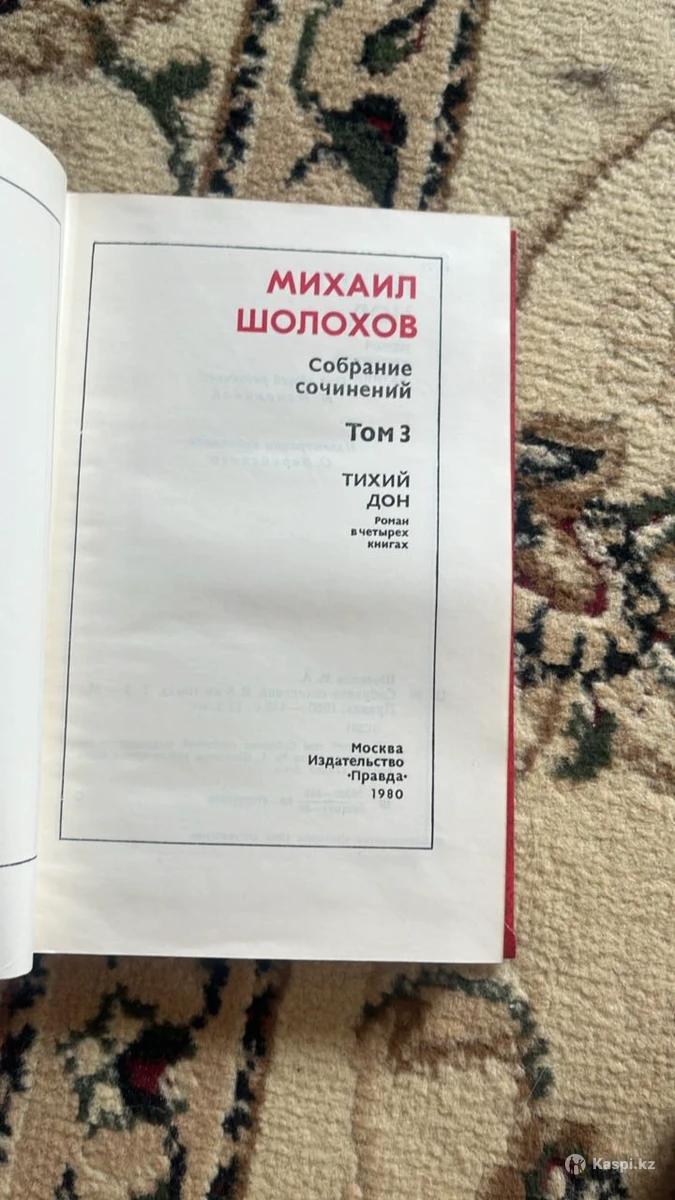 МИХАИЛ
ШОЛОХОВ
Собрание
сочинений
Том 3
ТИХИЙ
ДОН
Роман
в четырех
книгах
Москва
Издательство
«Правда»
1980
Kaspi.kz